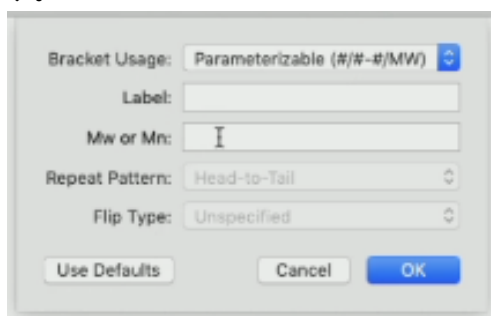 Bracket Usage: Parameterizable (#/#-#/MW)
Label:
Mw or Mn:
Repeat Pattern: Head-to-Tail
Flip Type: Unspecified
Use Defaults Cancel OK